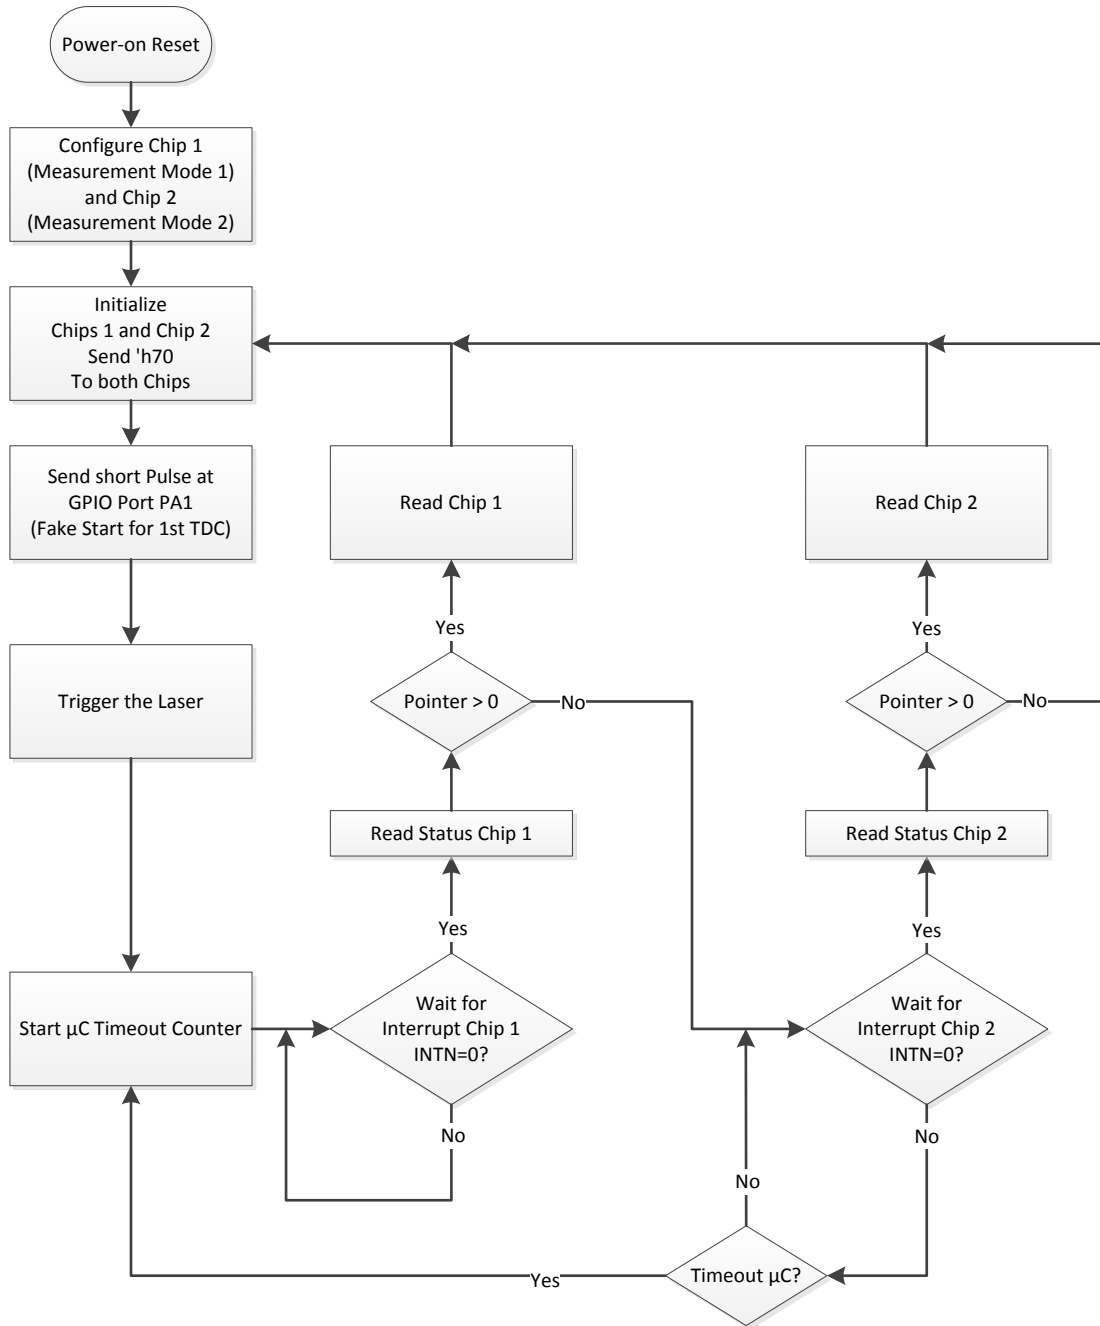 Power-on Reset
Configure Chip 1
(Measurement Mode 1)
and Chip 2
(Measurement Mode 2)
Initialize
Chips 1 and Chip 2
Send 'h70
To both Chips
Send short Pulse at
GPIO Port PA1
(Fake Start for 1st TDC)
Trigger the Laser
Start µC Timeout Counter
Read Chip 1
Yes
Pointer > 0
No
Read Status Chip 1
Yes
Wait for
Interrupt Chip 1
INTN=0?
No
Read Chip 2
Yes
Pointer > 0
No
Read Status Chip 2
Yes
Wait for
Interrupt Chip 2
INTN=0?
No
No
Timeout µC?
Yes